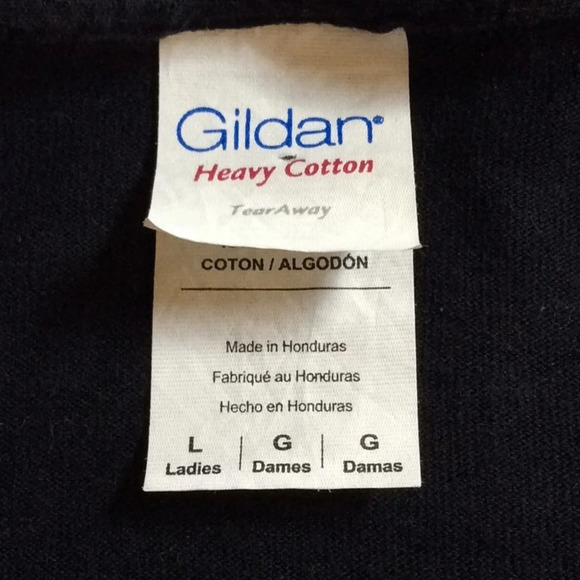 Gildan®
Heavy Cotton
TearAway
COTON / ALGODÓN
Made in Honduras
Fabriqué au Honduras
Hecho en Honduras
L | G | G
Ladies | Dames | Damas